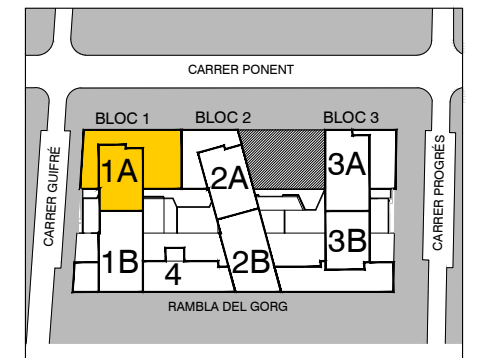 CARRER PONENT
BLOC 1 BLOC 2 BLOC 3
CARRER GUIFRÉ
CARRER PROGRÉS
1A 2A 3A
1B 4 2B 3B
RAMBLA DEL GORG